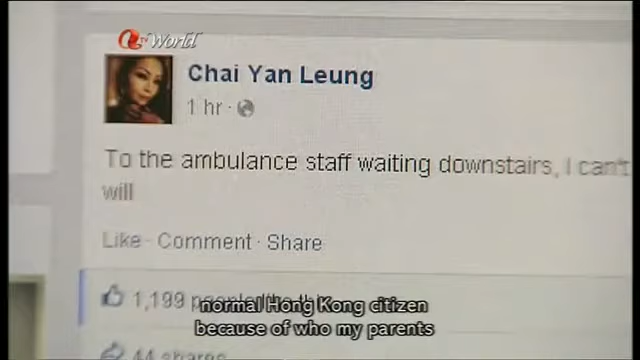 tv World
Chai Yan Leung
1 hr ·
To the ambulance staff waiting downstairs, I can't
will
Like · Comment · Share
1,199 people like this
normal Hong Kong citizen
because of who my parents
44 shares